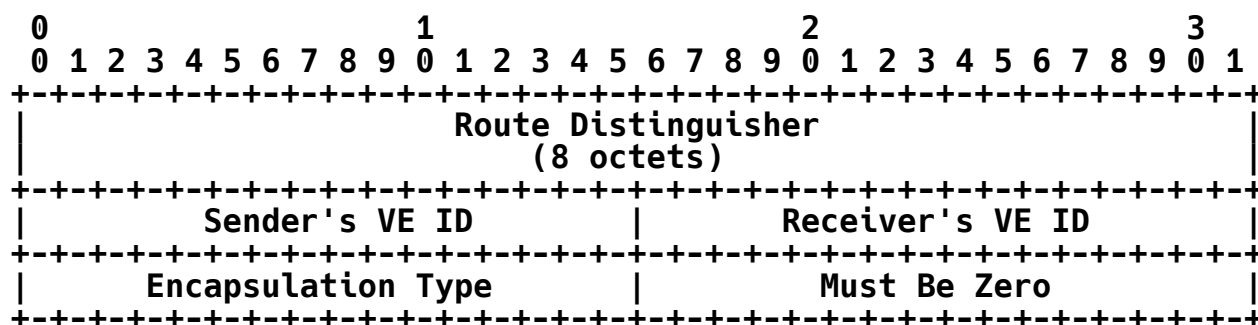 0                   1                   2                   3
0 1 2 3 4 5 6 7 8 9 0 1 2 3 4 5 6 7 8 9 0 1 2 3 4 5 6 7 8 9 0 1
+-+-+-+-+-+-+-+-+-+-+-+-+-+-+-+-+-+-+-+-+-+-+-+-+-+-+-+-+-+-+-+-+
|                      Route Distinguisher                      |
|                          (8 octets)                           |
+-+-+-+-+-+-+-+-+-+-+-+-+-+-+-+-+-+-+-+-+-+-+-+-+-+-+-+-+-+-+-+-+
|         Sender's VE ID        |       Receiver's VE ID        |
+-+-+-+-+-+-+-+-+-+-+-+-+-+-+-+-+-+-+-+-+-+-+-+-+-+-+-+-+-+-+-+-+
|      Encapsulation Type       |         Must Be Zero          |
+-+-+-+-+-+-+-+-+-+-+-+-+-+-+-+-+-+-+-+-+-+-+-+-+-+-+-+-+-+-+-+-+